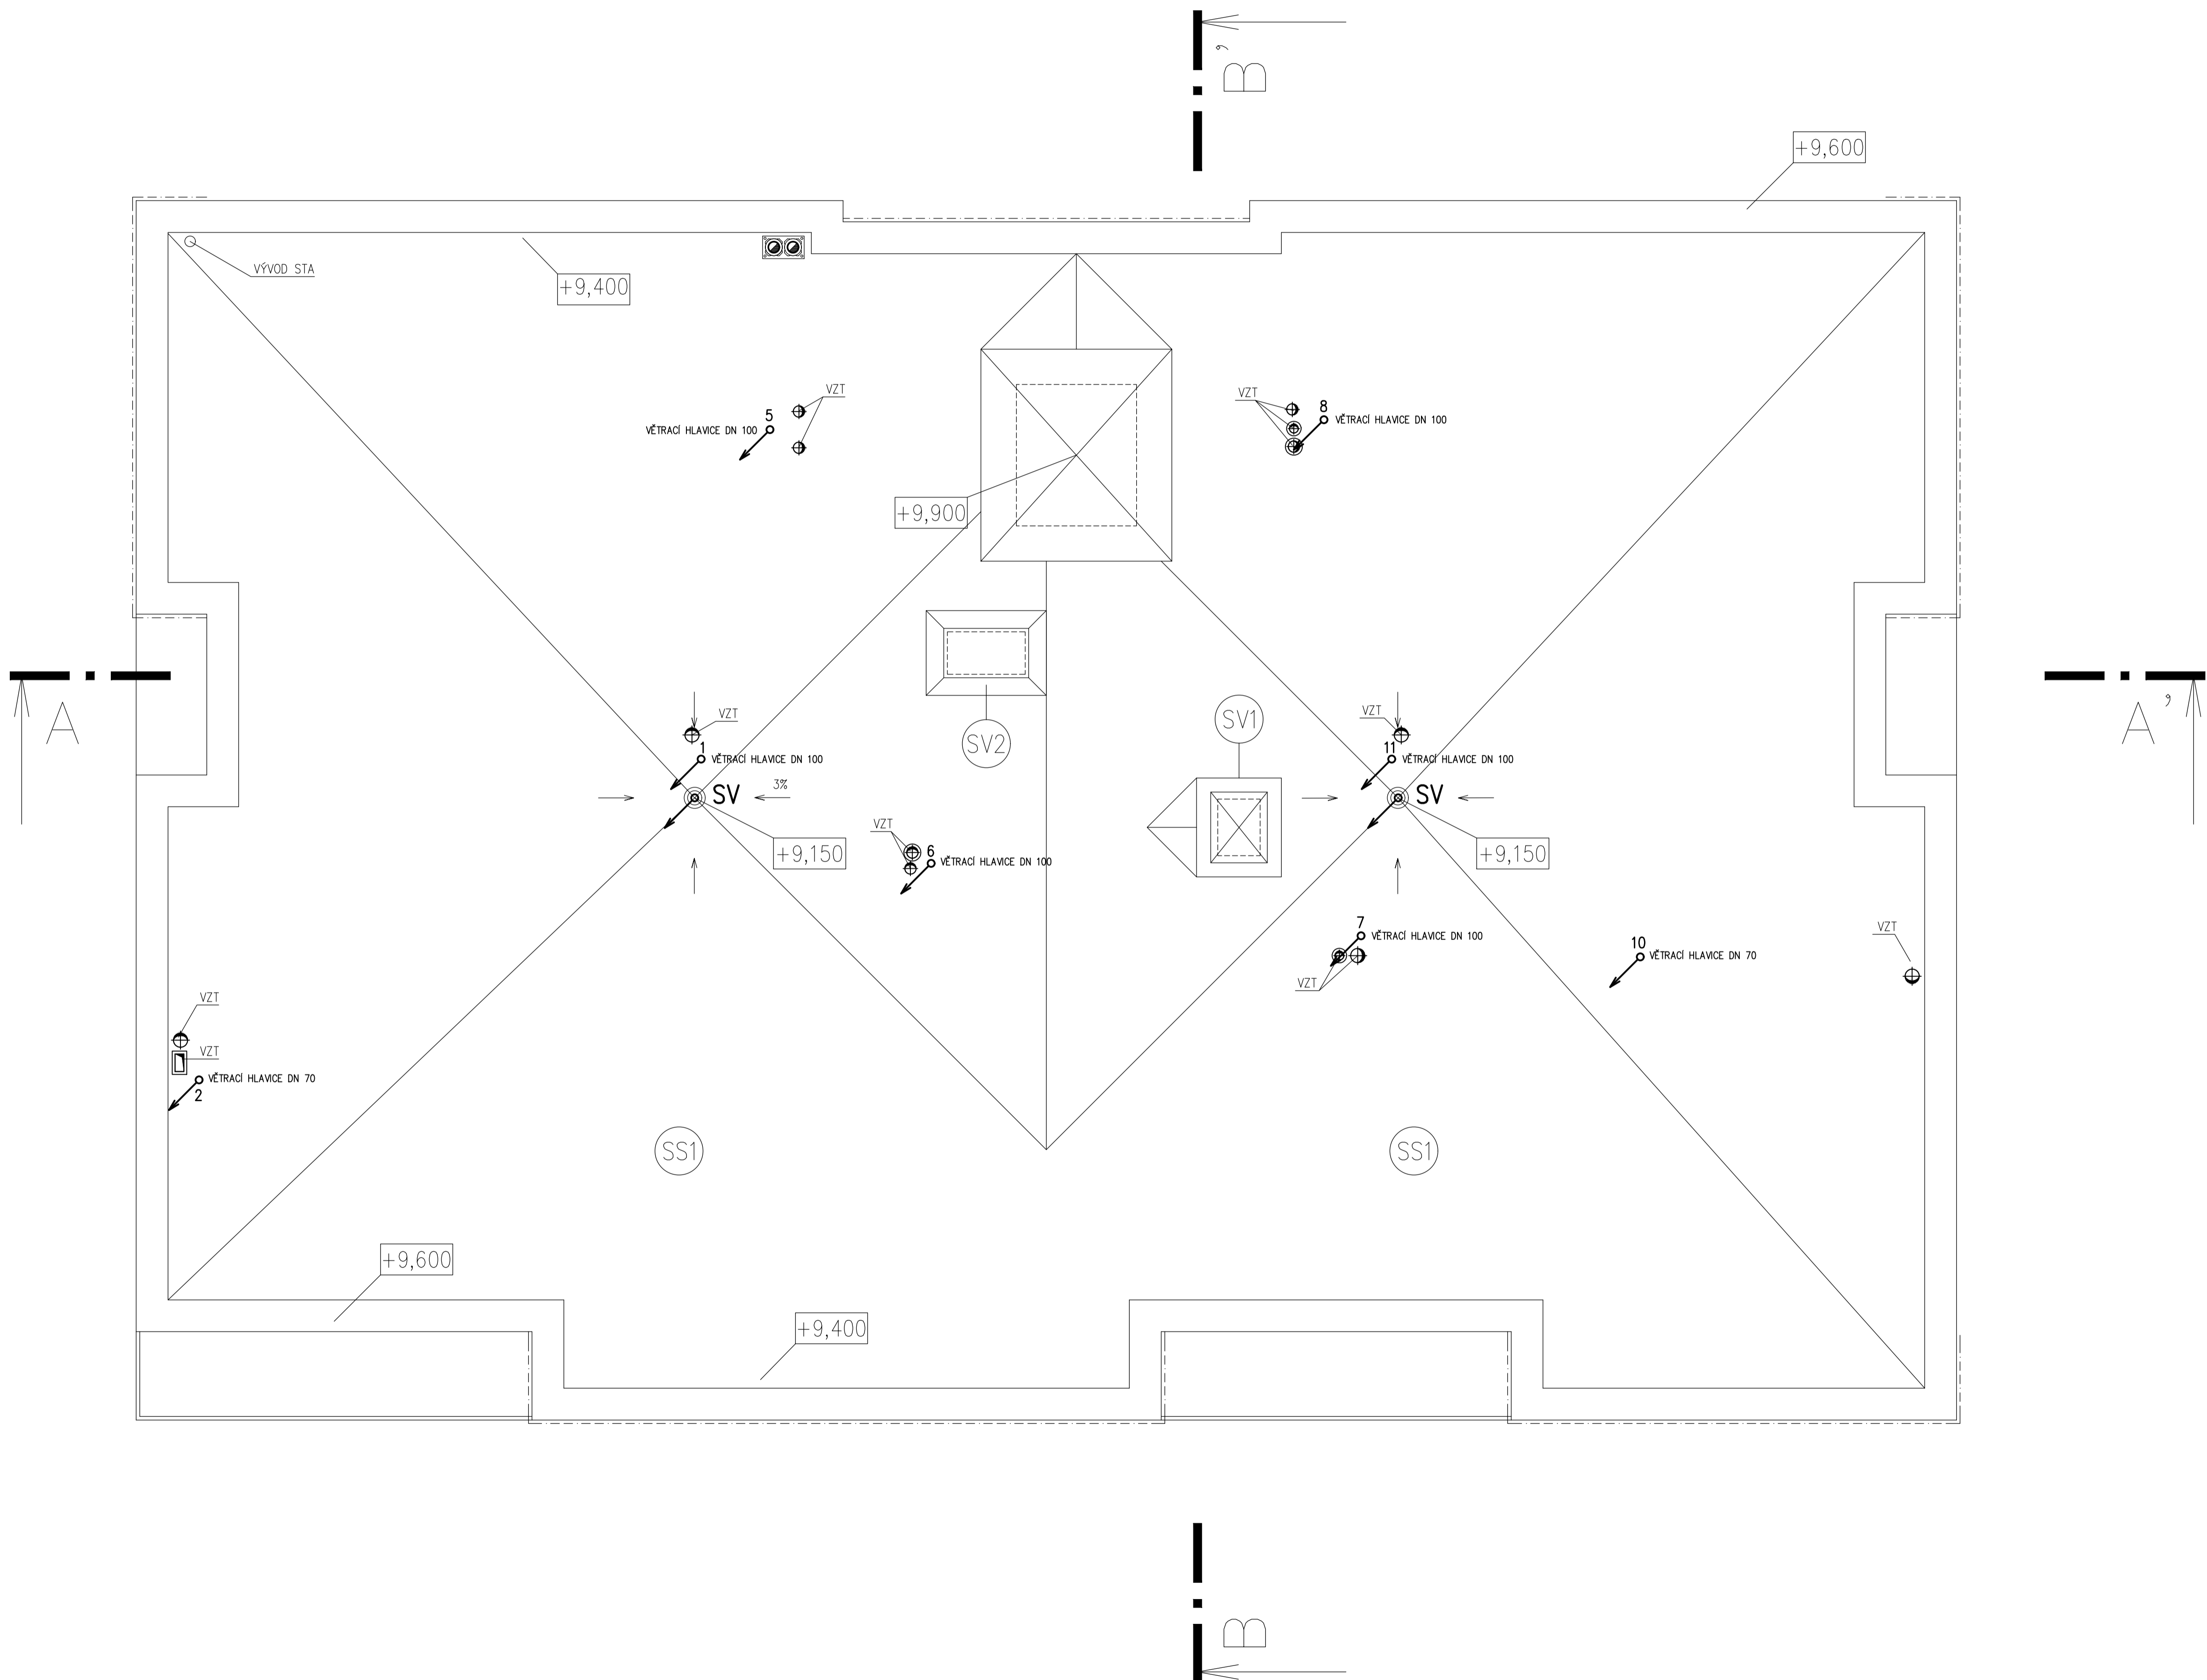 B'
+9,600
VÝVOD STA
+9,400
VZT
5
VĚTRACÍ HLAVICE DN 100
VZT
8
VĚTRACÍ HLAVICE DN 100
+9,900
A
A'
VZT
1
VĚTRACÍ HLAVICE DN 100
SV
3%
SV2
SV1
VZT
11
VĚTRACÍ HLAVICE DN 100
SV
+9,150
+9,150
VZT
6
VĚTRACÍ HLAVICE DN 100
7
VĚTRACÍ HLAVICE DN 100
VZT
10
VĚTRACÍ HLAVICE DN 70
VZT
VZT
VZT
VĚTRACÍ HLAVICE DN 70
2
SS1
SS1
+9,600
+9,400
B